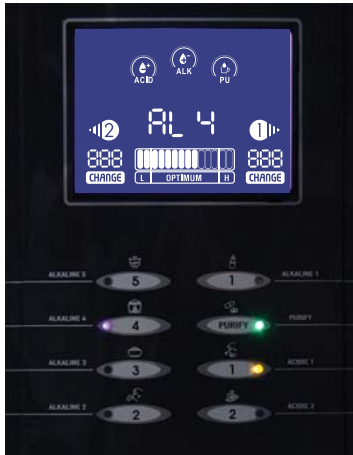 ACID ALK PU
2 AL 4 1
888 888
CHANGE L OPTIMUM H CHANGE
ALKALINE 5 5 1 ALKALINE 1
ALKALINE 4 4 PURIFY PURIFY
ALKALINE 3 3 1 ACIDIC 1
ALKALINE 2 2 2 ACIDIC 2